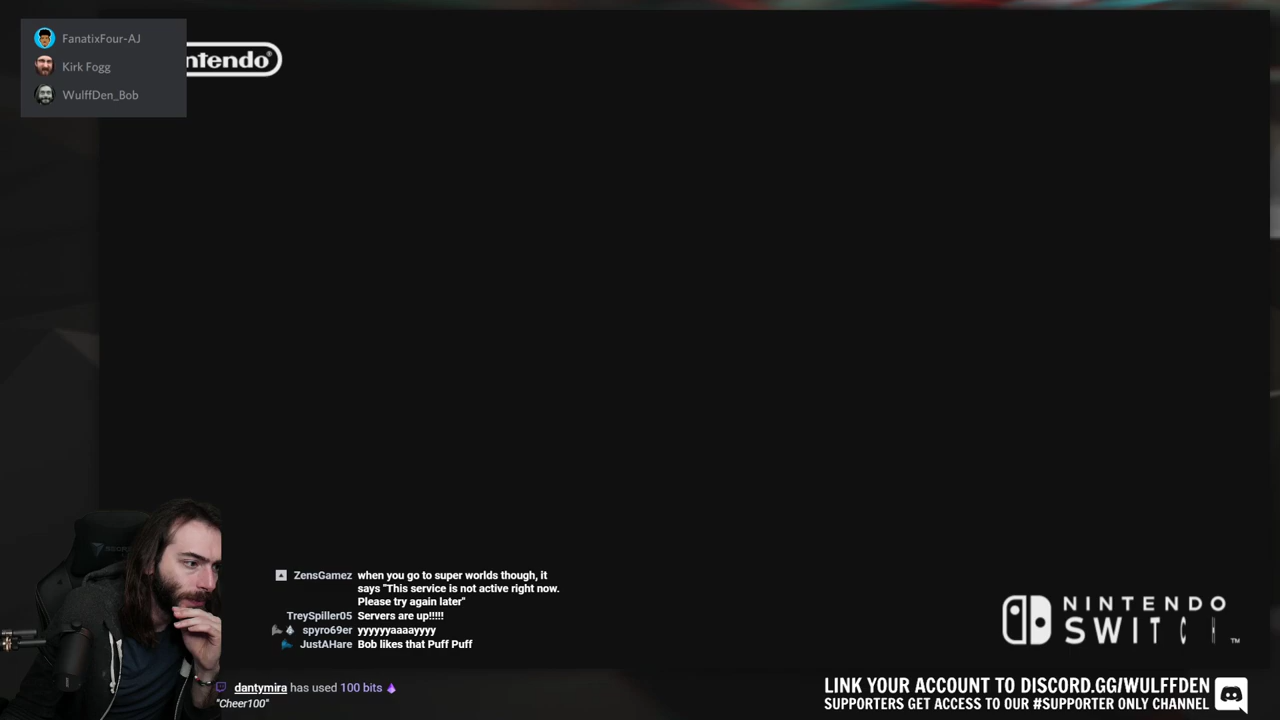 FanatixFour-AJ
Kirk Fogg
WulffDen_Bob
ntendo®
ZensGamez when you go to super worlds though, it
says "This service is not active right now.
Please try again later"
TreySpiller05 Servers are up!!!!!
spyro69er yyyyyyaaaayyyy
JustAHare Bob likes that Puff Puff
dantymira has used 100 bits
"Cheer100"
NINTENDO
SWITCH™
LINK YOUR ACCOUNT TO DISCORD.GG/WULFFDEN
SUPPORTERS GET ACCESS TO OUR #SUPPORTER ONLY CHANNEL